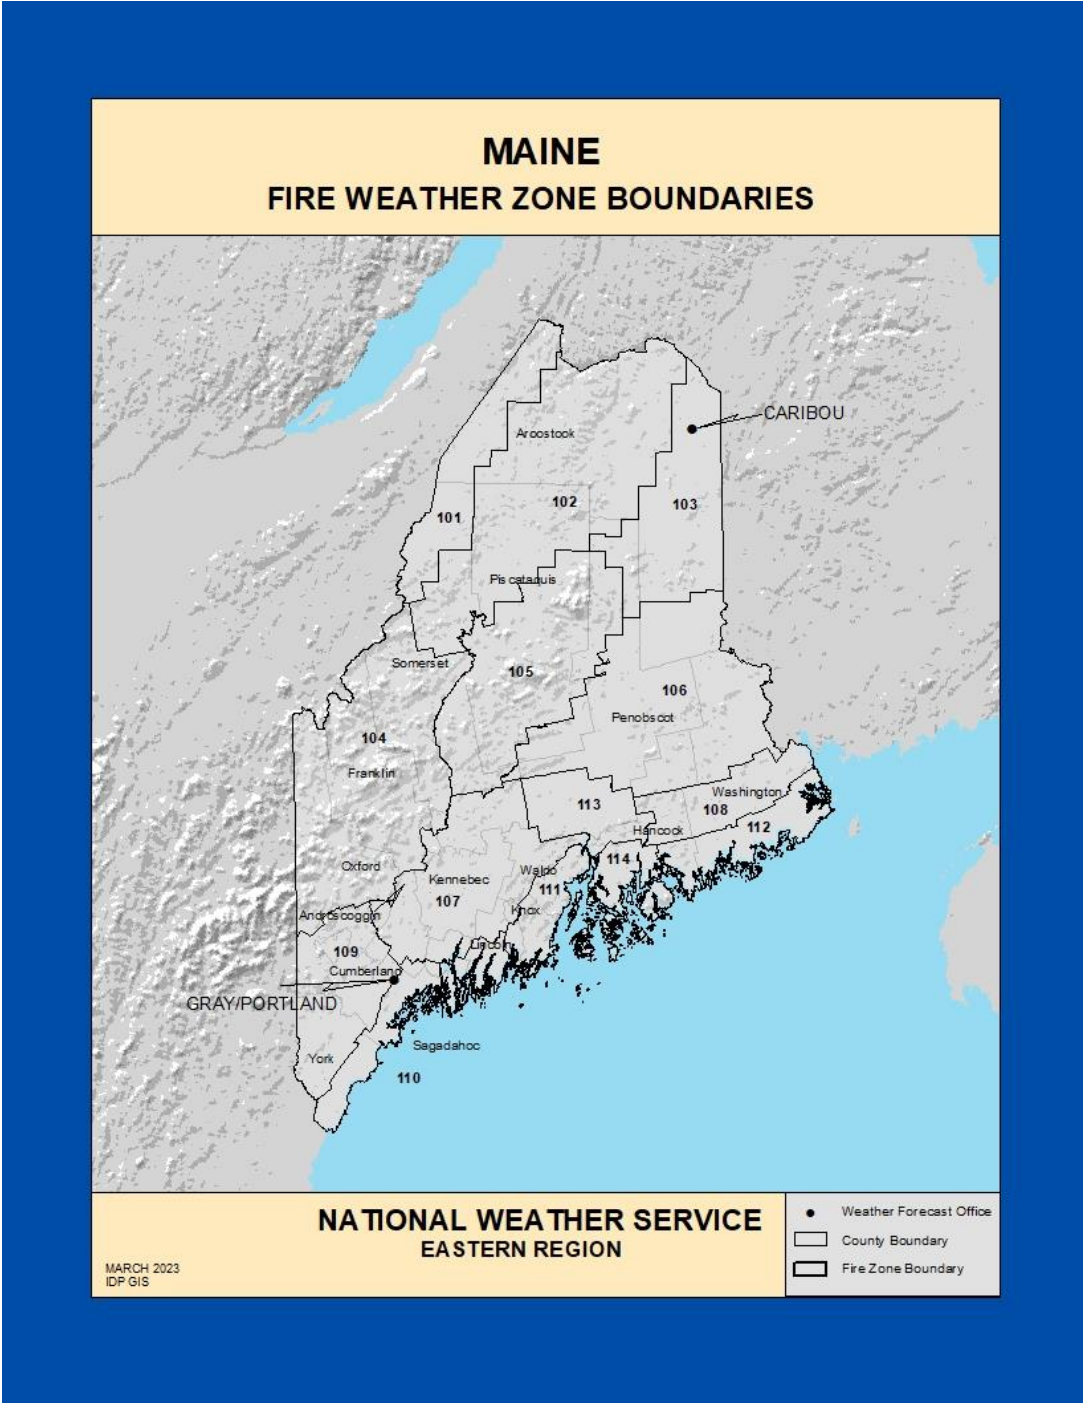 MAINE
FIRE WEATHER ZONE BOUNDARIES
CARIBOU
Aroostook
102
103
101
Piscataquis
Somerset
105
106
Penobscot
104
Franklin
Washington
113
108
Hancock
112
114
Oxford
Waldo
Kennebec
111
107
Knox
Androscoggin
Lincoln
109
Cumberland
GRAY/PORTLAND
Sagadahoc
York
110
NATIONAL WEATHER SERVICE
EASTERN REGION
MARCH 2023
IDP GIS
Weather Forecast Office
County Boundary
Fire Zone Boundary